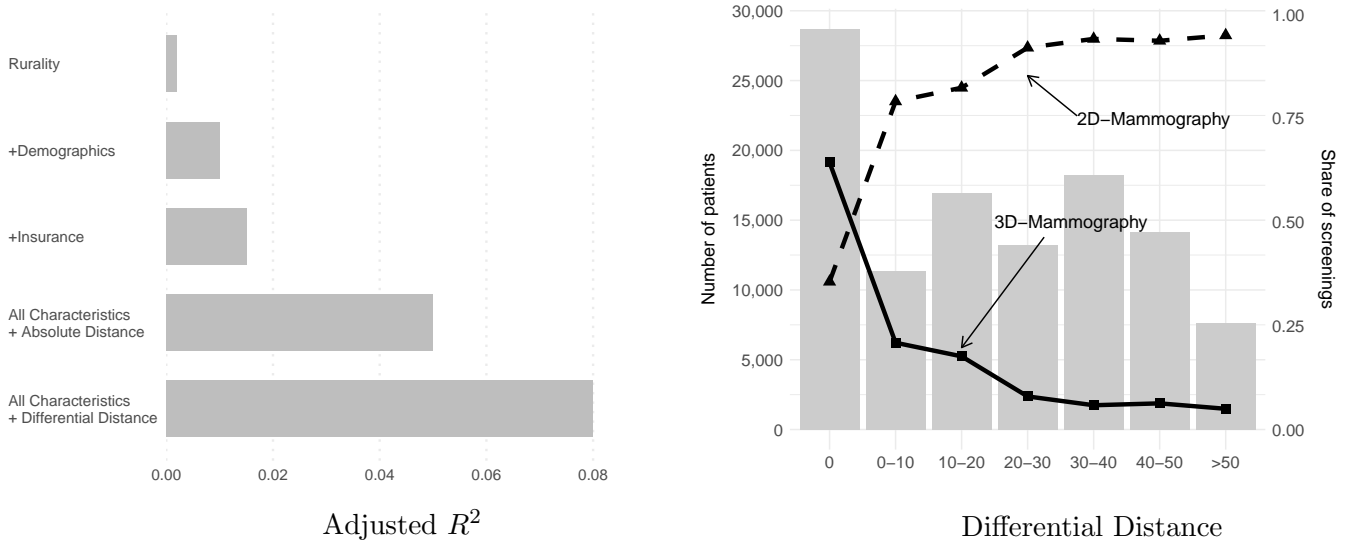 Rurality
+Demographics
+Insurance
All Characteristics
+ Absolute Distance
All Characteristics
+ Differential Distance
0.00 0.02 0.04 0.06 0.08
Adjusted R²
Number of patients
30,000
25,000
20,000
15,000
10,000
5,000
0
2D−Mammography
3D−Mammography
1.00
0.75
0.50
0.25
0.00
Share of screenings
0 0−10 10−20 20−30 30−40 40−50 >50
Differential Distance